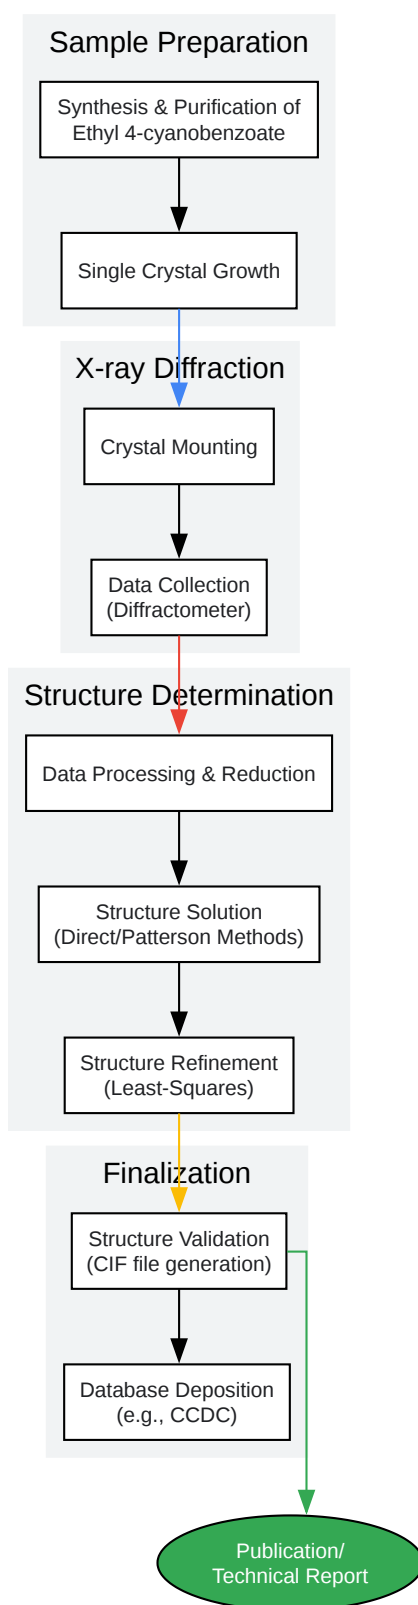 Sample Preparation
Synthesis & Purification of
Ethyl 4-cyanobenzoate
Single Crystal Growth
X-ray Diffraction
Crystal Mounting
Data Collection
(Diffractometer)
Structure Determination
Data Processing & Reduction
Structure Solution
(Direct/Patterson Methods)
Structure Refinement
(Least-Squares)
Finalization
Structure Validation
(CIF file generation)
Database Deposition
(e.g., CCDC)
Publication/
Technical Report